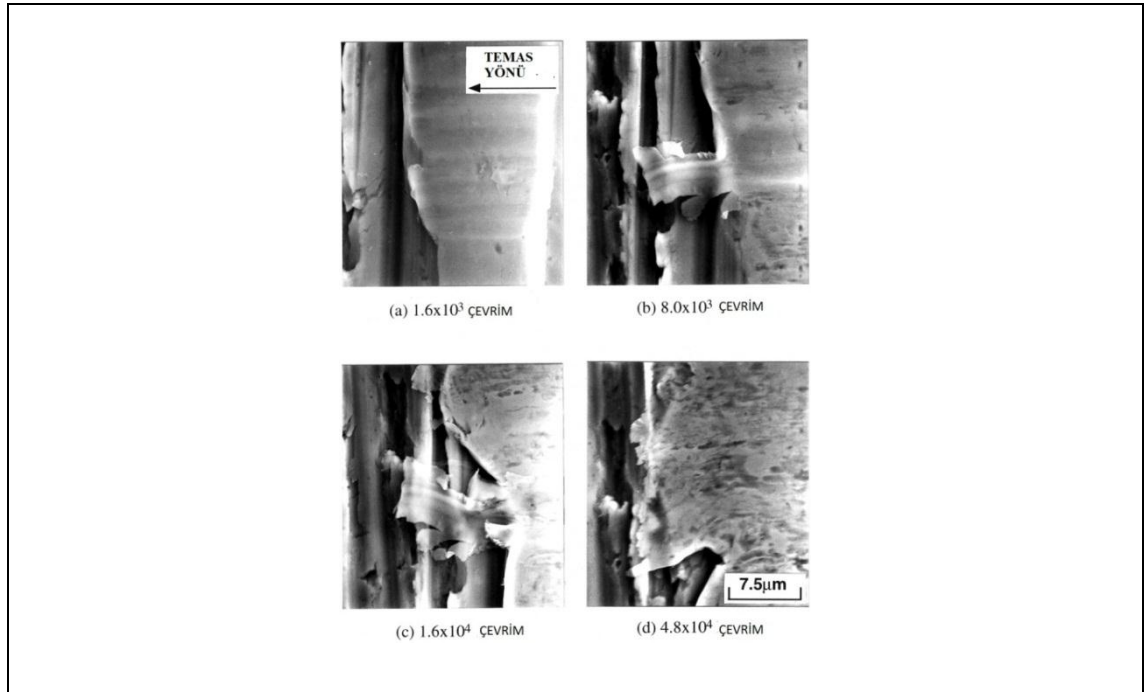 TEMAS
YÖNÜ
(a) 1.6x10³ ÇEVRİM
(b) 8.0x10³ ÇEVRİM
(c) 1.6x10⁴ ÇEVRİM
7.5μm
(d) 4.8x10⁴ ÇEVRİM